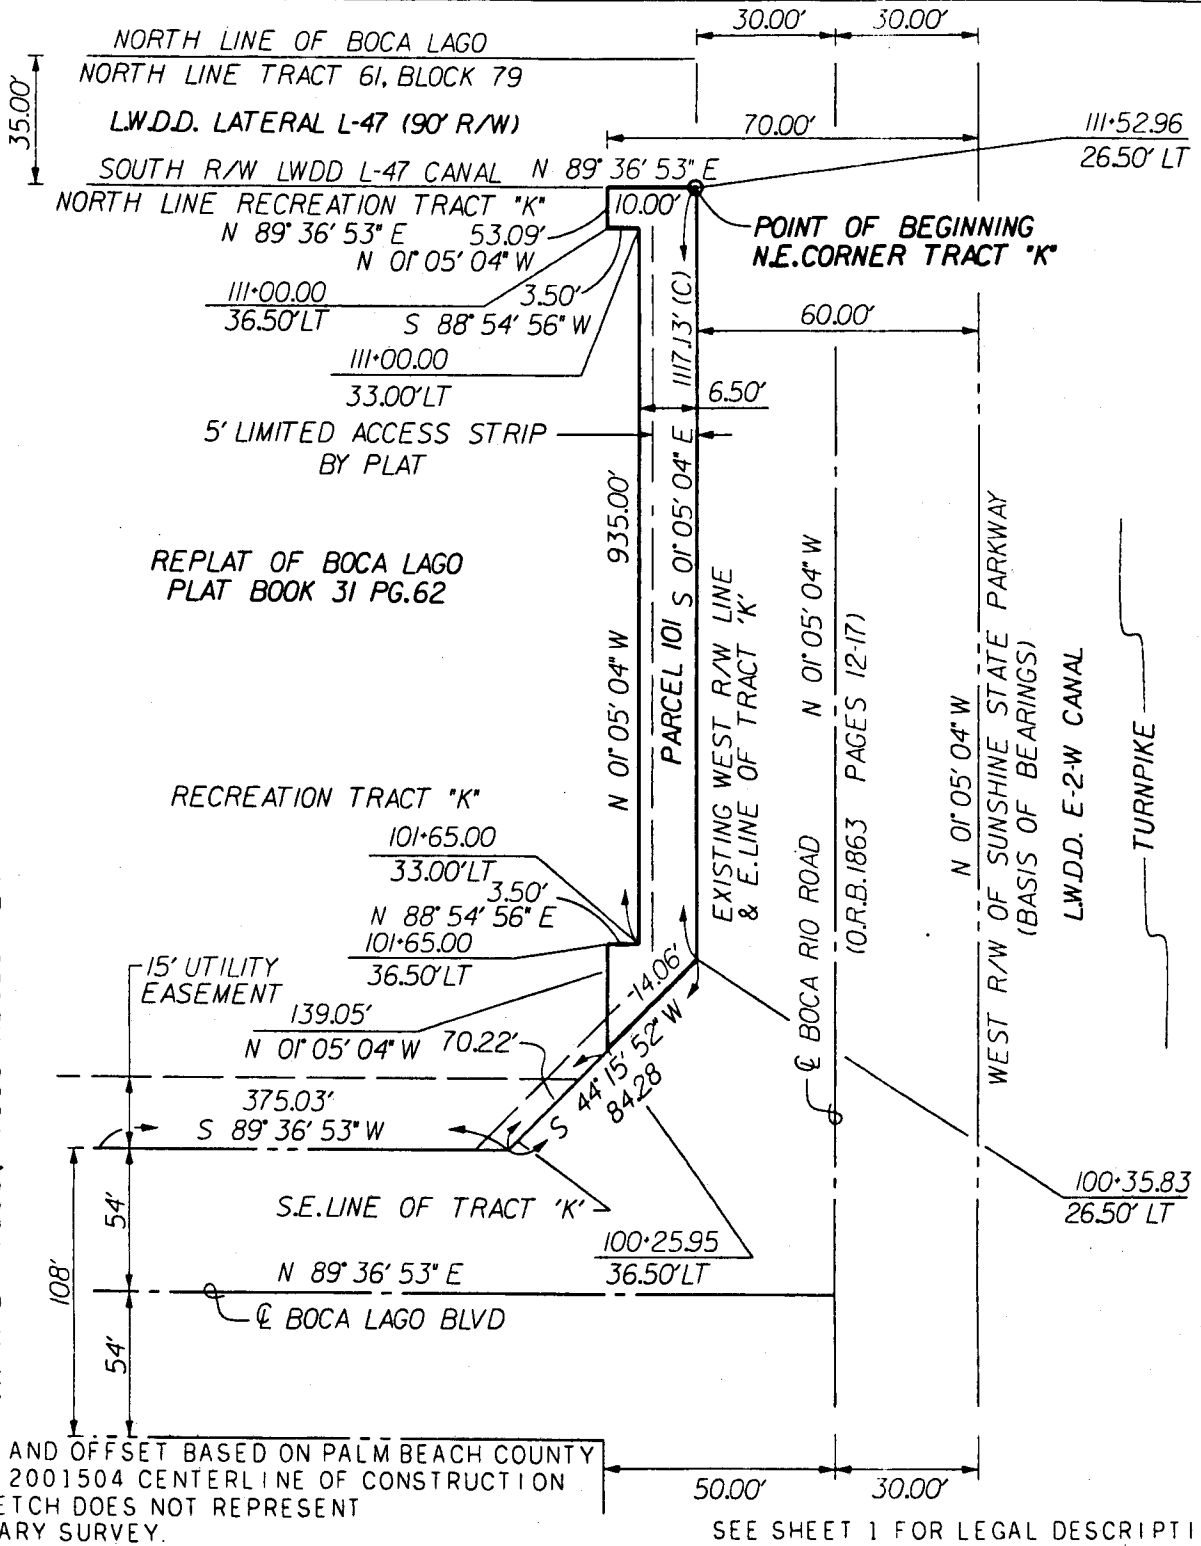 30.00' 30.00'
NORTH LINE OF BOCA LAGO
NORTH LINE TRACT 61, BLOCK 79
35.00'
L.W.D.D. LATERAL L-47 (90' R/W)
70.00'
111+52.96
26.50' LT
SOUTH R/W LWDD L-47 CANAL N 89° 36' 53" E
NORTH LINE RECREATION TRACT "K"
10.00'
POINT OF BEGINNING
N.E. CORNER TRACT "K"
N 89° 36' 53" E 53.09'
N 01° 05' 04" W
111+00.00
36.50' LT
3.50'
S 88° 54' 56" W
60.00'
111+00.00
33.00' LT
6.50'
5' LIMITED ACCESS STRIP
BY PLAT
S 01° 05' 04" E 1117.13' (C)
PARCEL 101
N 01° 05' 04" W 935.00'
REPLAT OF BOCA LAGO
PLAT BOOK 31 PG. 62
EXISTING WEST R/W LINE
& E. LINE OF TRACT 'K'
℄ BOCA RIO ROAD N 01° 05' 04" W
(O.R.B. 1863 PAGES 12-17)
N 01° 05' 04" W
WEST R/W OF SUNSHINE STATE PARKWAY
(BASIS OF BEARINGS)
L.W.D.D. E-2-W CANAL
TURNPIKE
RECREATION TRACT "K"
101+65.00
33.00' LT
3.50'
N 88° 54' 56" E
101+65.00
36.50' LT
15' UTILITY
EASEMENT
139.05'
N 01° 05' 04" W
70.22'
14.06'
S 44° 15' 52" W
84.28
375.03'
S 89° 36' 53" W
100+35.83
26.50' LT
S.E. LINE OF TRACT 'K'
100+25.95
36.50' LT
54'
108'
N 89° 36' 53" E
℄ BOCA LAGO BLVD
54'
AND OFFSET BASED ON PALM BEACH COUNTY
2001504 CENTERLINE OF CONSTRUCTION
ETCH DOES NOT REPRESENT
ARY SURVEY.
50.00' 30.00'
SEE SHEET 1 FOR LEGAL DESCRIPTI